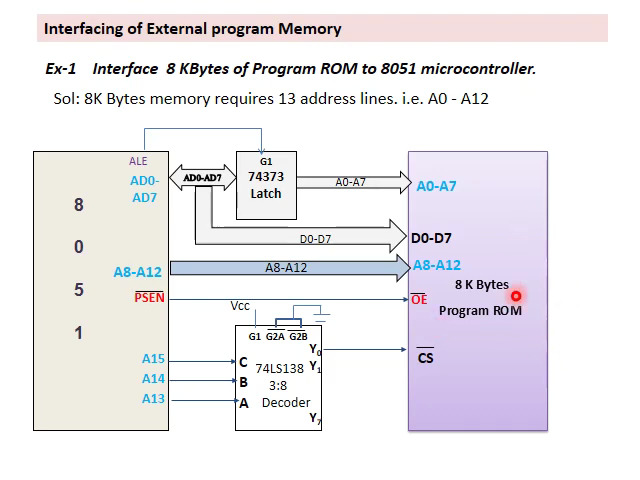 Interfacing of External program Memory
Ex-1 Interface 8 KBytes of Program ROM to 8051 microcontroller.
Sol: 8K Bytes memory requires 13 address lines. i.e. A0 - A12
ALE
AD0-
AD7
8
0
5
1
A8-A12
PSEN
A15
A14
A13
AD0-AD7
G1
74373
Latch
A0-A7
D0-D7
A8-A12
Vcc
G1 G2A G2B
C
B
A
74LS138
3:8
Decoder
Y0
Y1
Y7
A0-A7
D0-D7
A8-A12
8 K Bytes
OE
Program ROM
CS